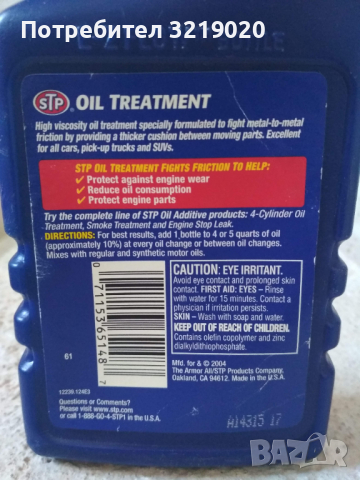 Потребител 3219020
STP OIL TREATMENT
High viscosity oil treatment specially formulated to fight metal-to-metal
friction by providing a thicker cushion between moving parts. Excellent
for all cars, pick-up trucks and SUVs.
STP OIL TREATMENT FIGHTS FRICTION TO HELP:
✓ Protect against engine wear
✓ Reduce oil consumption
✓ Protect engine parts
Try the complete line of STP Oil Additive products: 4-Cylinder Oil
Treatment, Smoke Treatment and Engine Stop Leak.
DIRECTIONS: For best results, add 1 bottle to 4 or 5 quarts of oil
(approximately 10%) at every oil change or between oil changes.
Mixes with regular and synthetic motor oils.
0 71153 65148 7
61
12239.124E3
Questions or Comments?
Please visit www.stp.com
or call 1-888-GO-4-STP1 in the U.S.A.
CAUTION: EYE IRRITANT.
Avoid eye contact and prolonged skin
contact. FIRST AID: EYES – Rinse
with water for 15 minutes. Contact a
physician if irritation persists.
SKIN – Wash with soap and water.
KEEP OUT OF REACH OF CHILDREN.
Contains olefin copolymer and zinc
dialkyldithiophosphate.
Mfd. for & © 2004
The Armor All/STP Products Company.
Oakland, CA 94612. Made in the U.S.A.
A14315 17
BAZAR